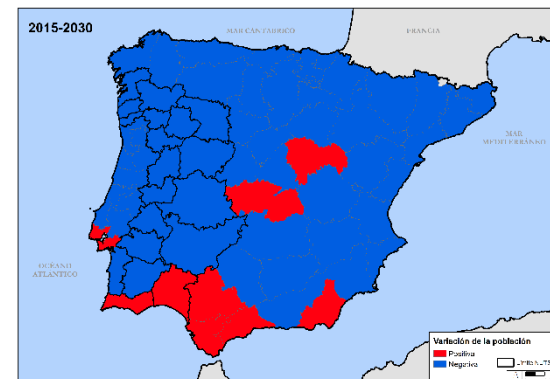 2015-2030
MAR CANTÁBRICO
FRANCIA
MAR
MEDITERRÁNEO
OCÉANO
ATLÁNTICO
Variación de la población
Positiva
Negativa